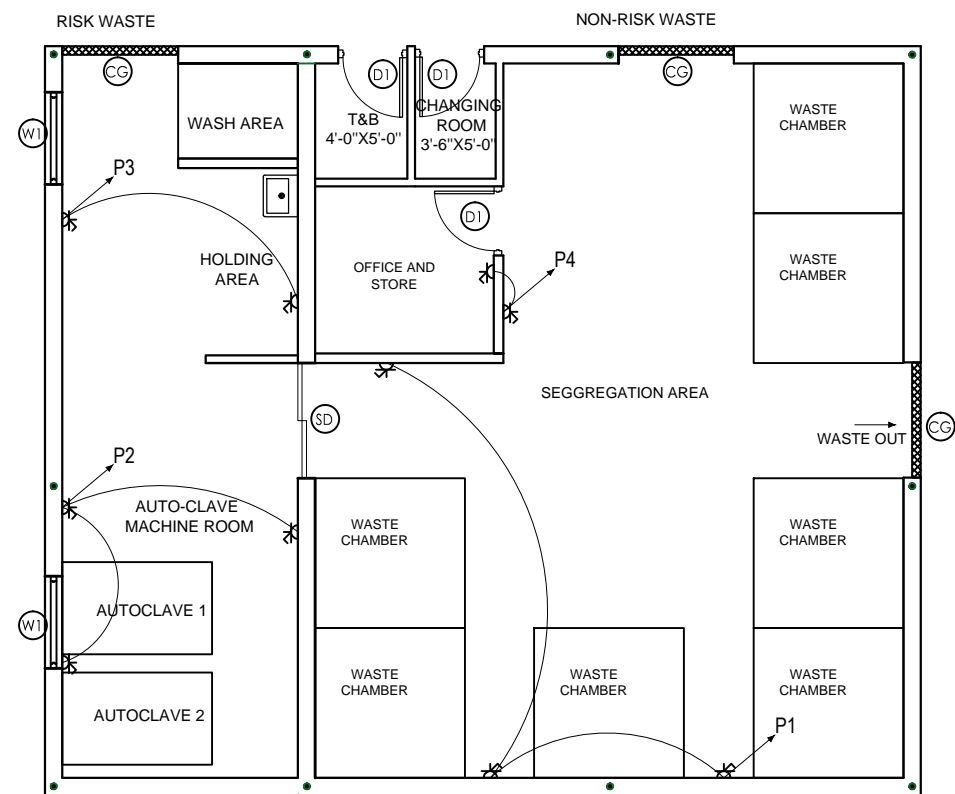 RISK WASTE
NON-RISK WASTE
CG
D1
D1
CG
W1
WASH AREA
T&B
4'-0"X5'-0"
CHANGING
ROOM
3'-6"X5'-0"
WASTE
CHAMBER
P3
D1
HOLDING
AREA
OFFICE AND
STORE
P4
WASTE
CHAMBER
SEGGREGATION AREA
SD
WASTE OUT
CG
P2
AUTO-CLAVE
MACHINE ROOM
WASTE
CHAMBER
WASTE
CHAMBER
W1
AUTOCLAVE 1
AUTOCLAVE 2
WASTE
CHAMBER
WASTE
CHAMBER
WASTE
CHAMBER
P1